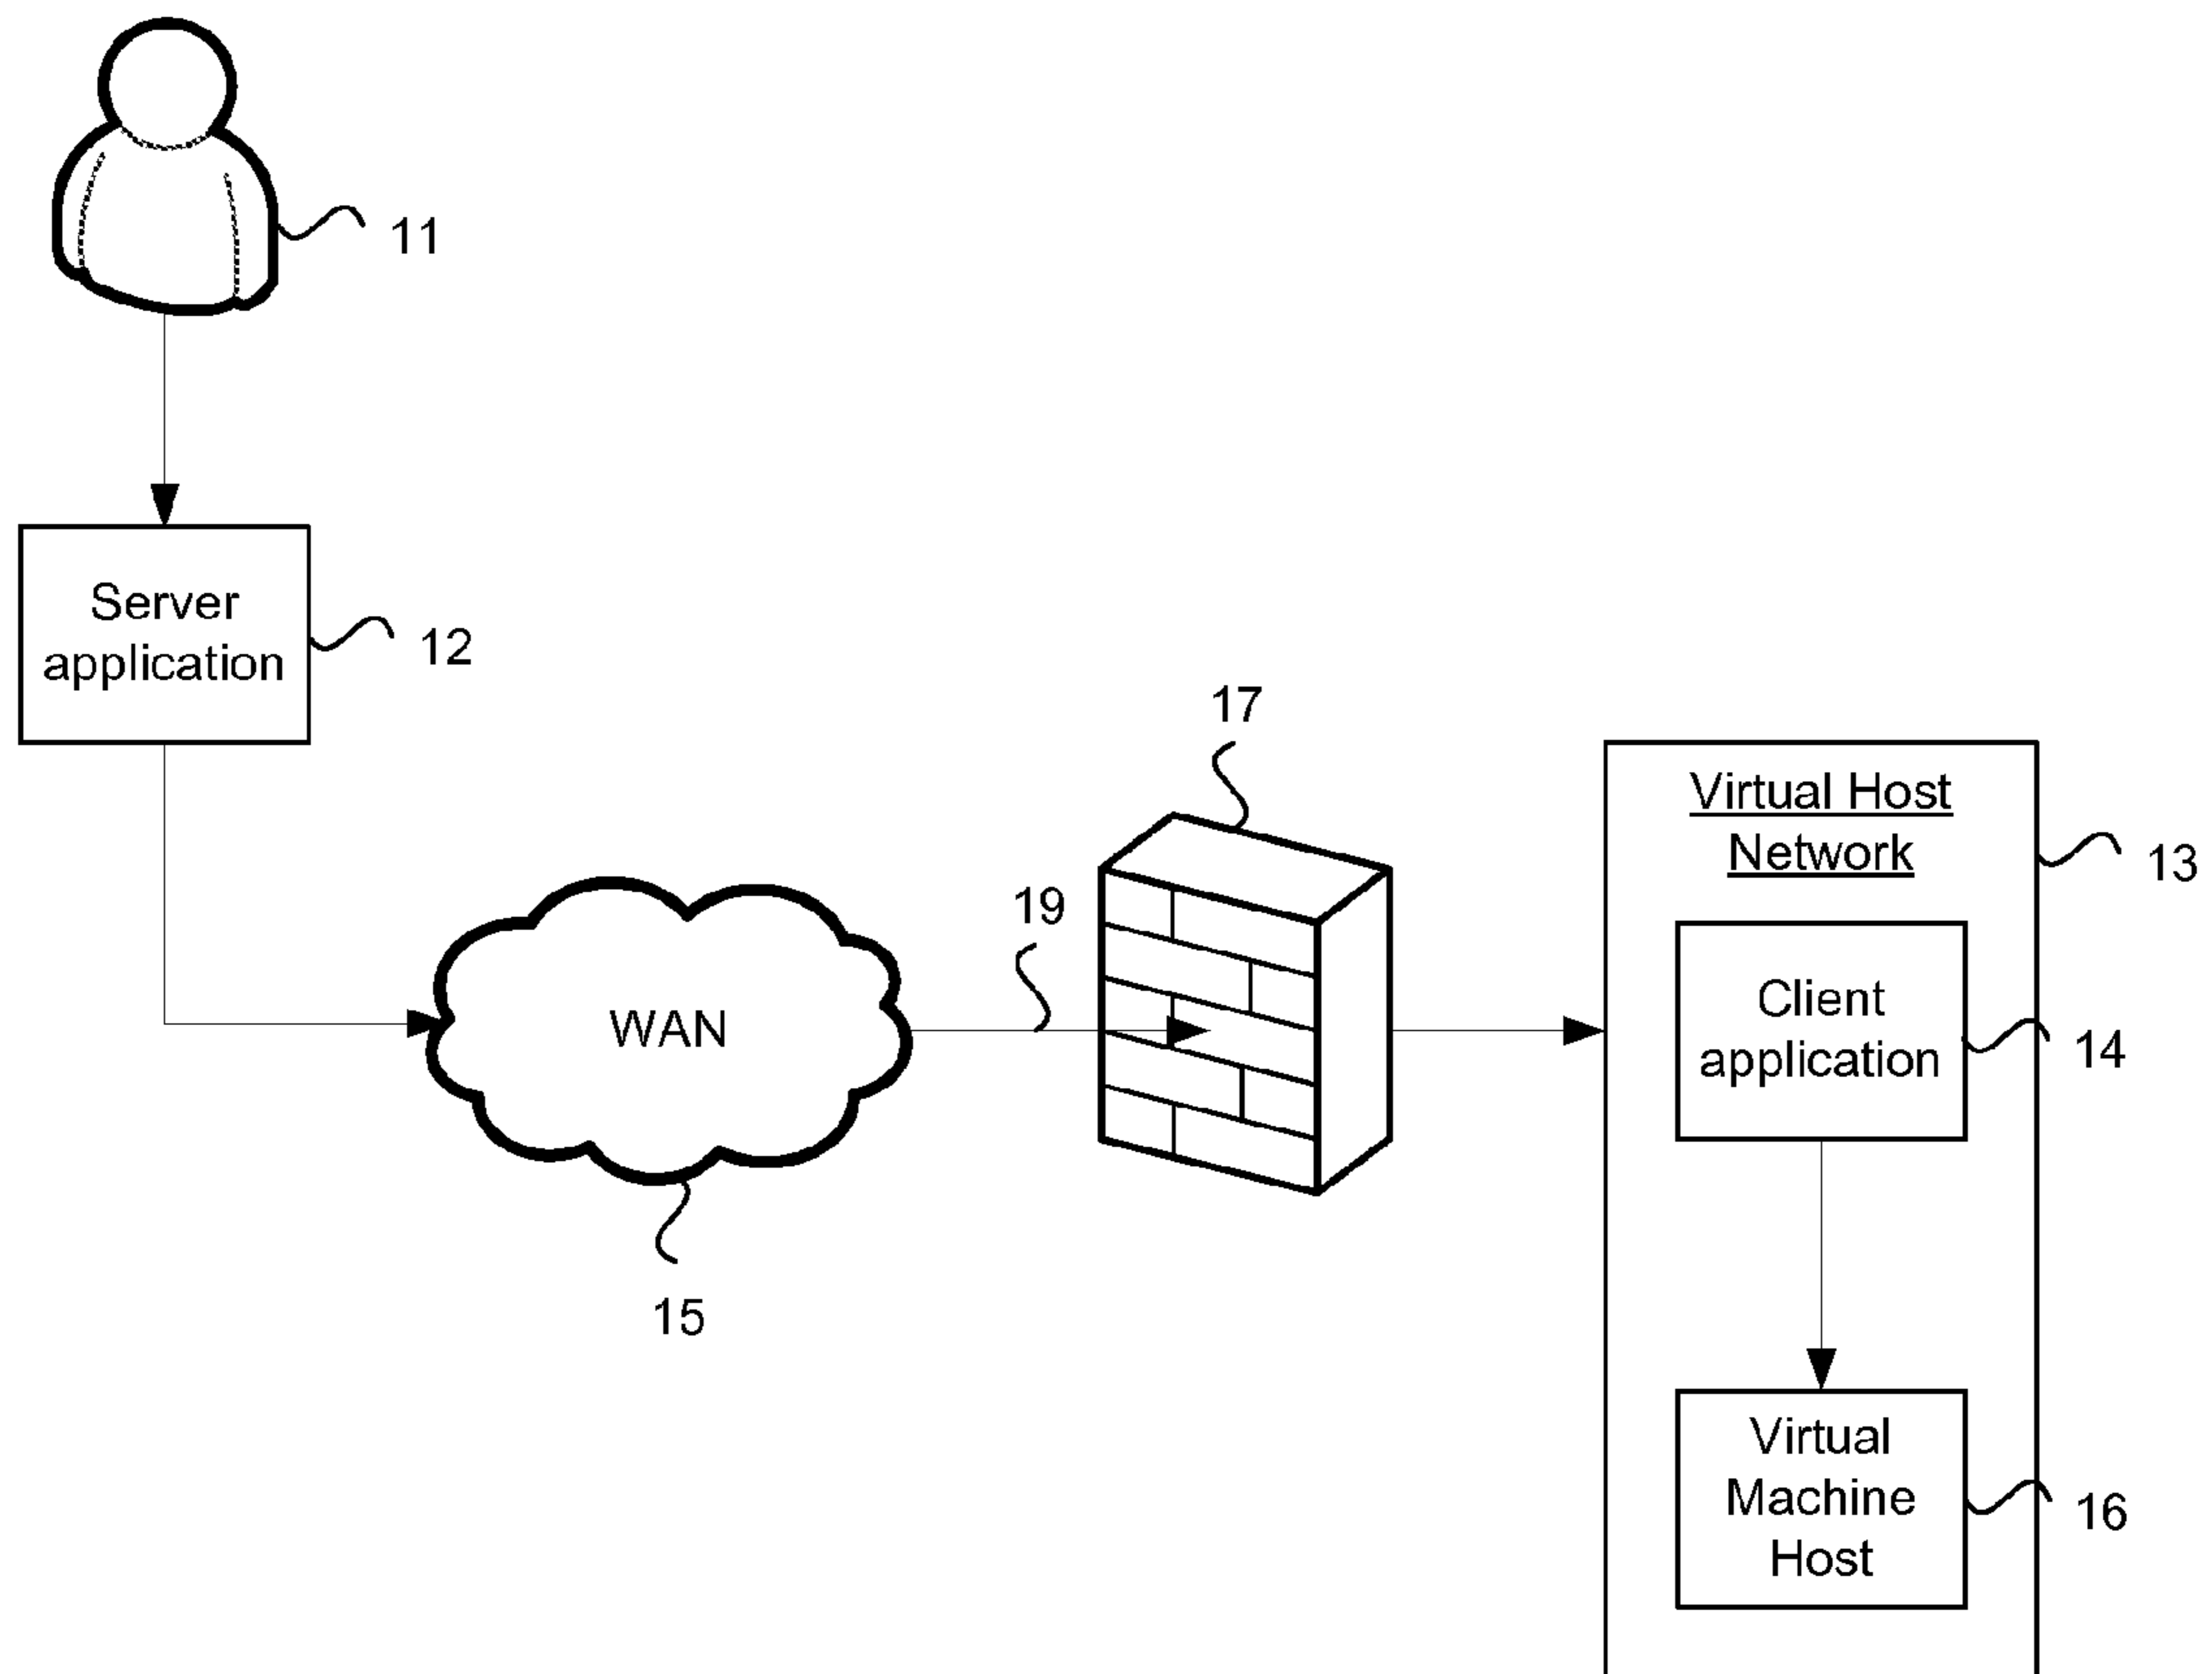 11
Server
application
12
17
Virtual Host
Network
13
19
WAN
Client
application
14
15
Virtual
Machine
Host
16